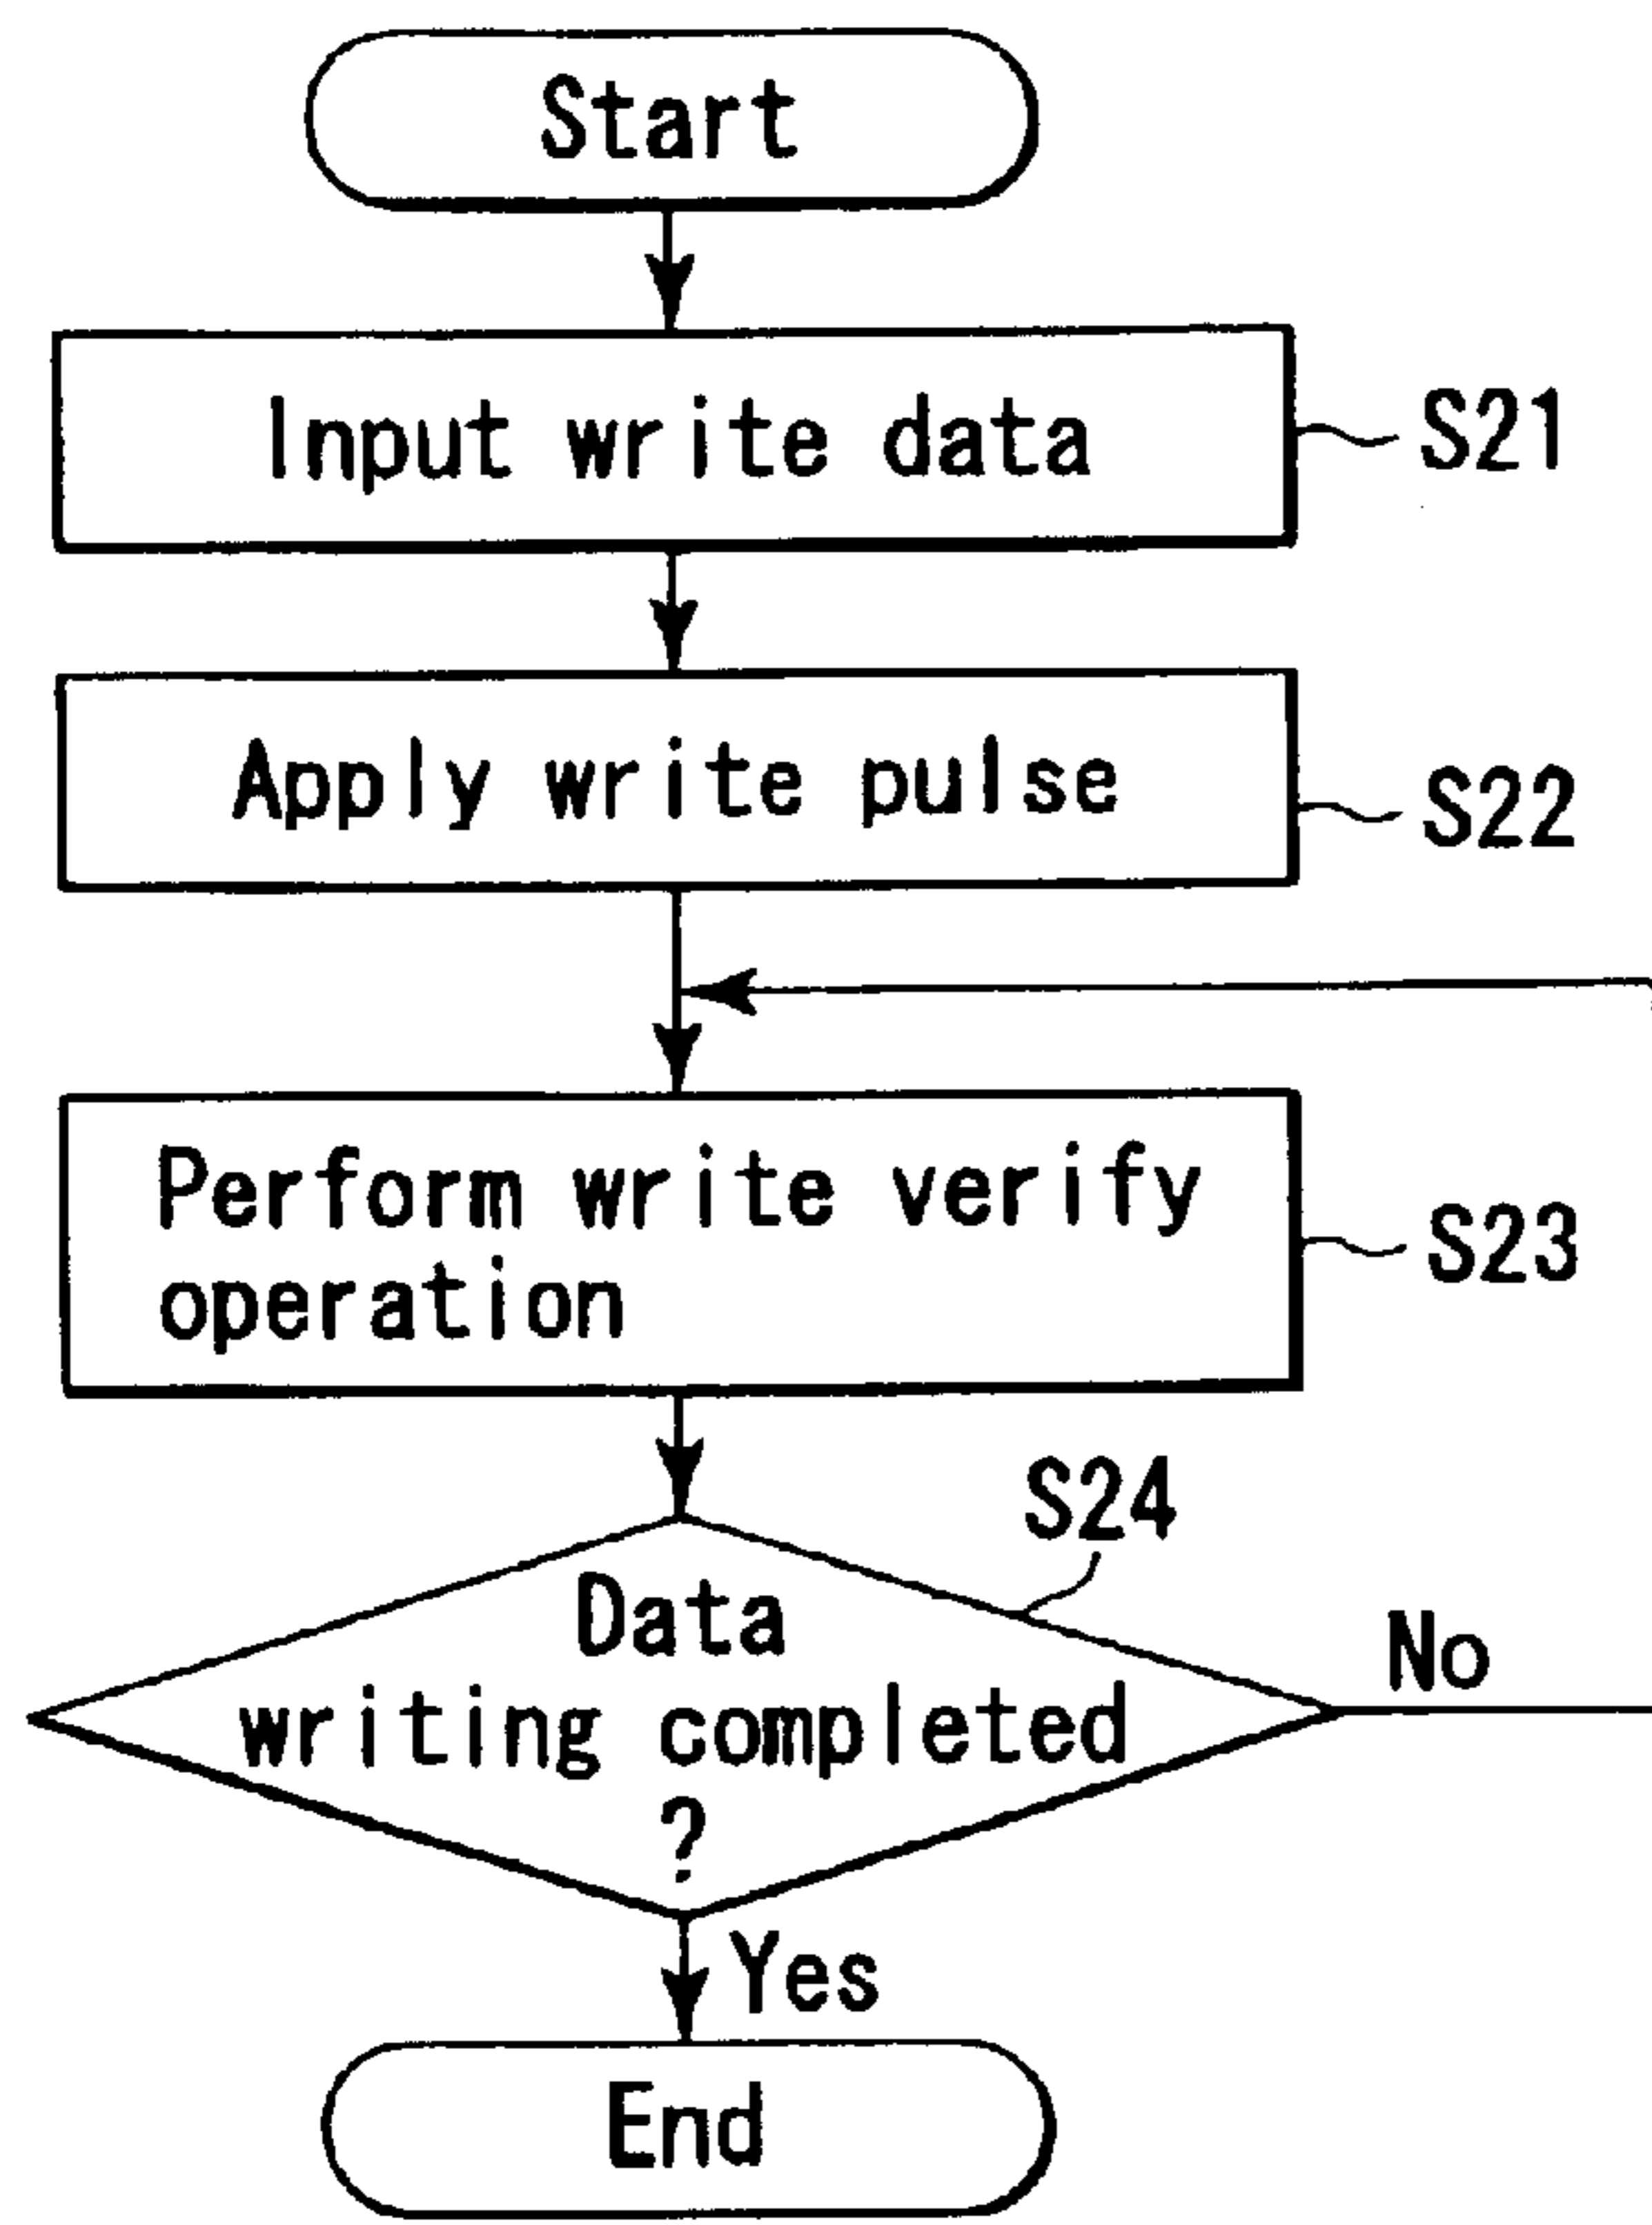 Start
Input write data
S21
Apply write pulse
S22
Perform write verify
operation
S23
S24
Data
writing completed
?
No
Yes
End